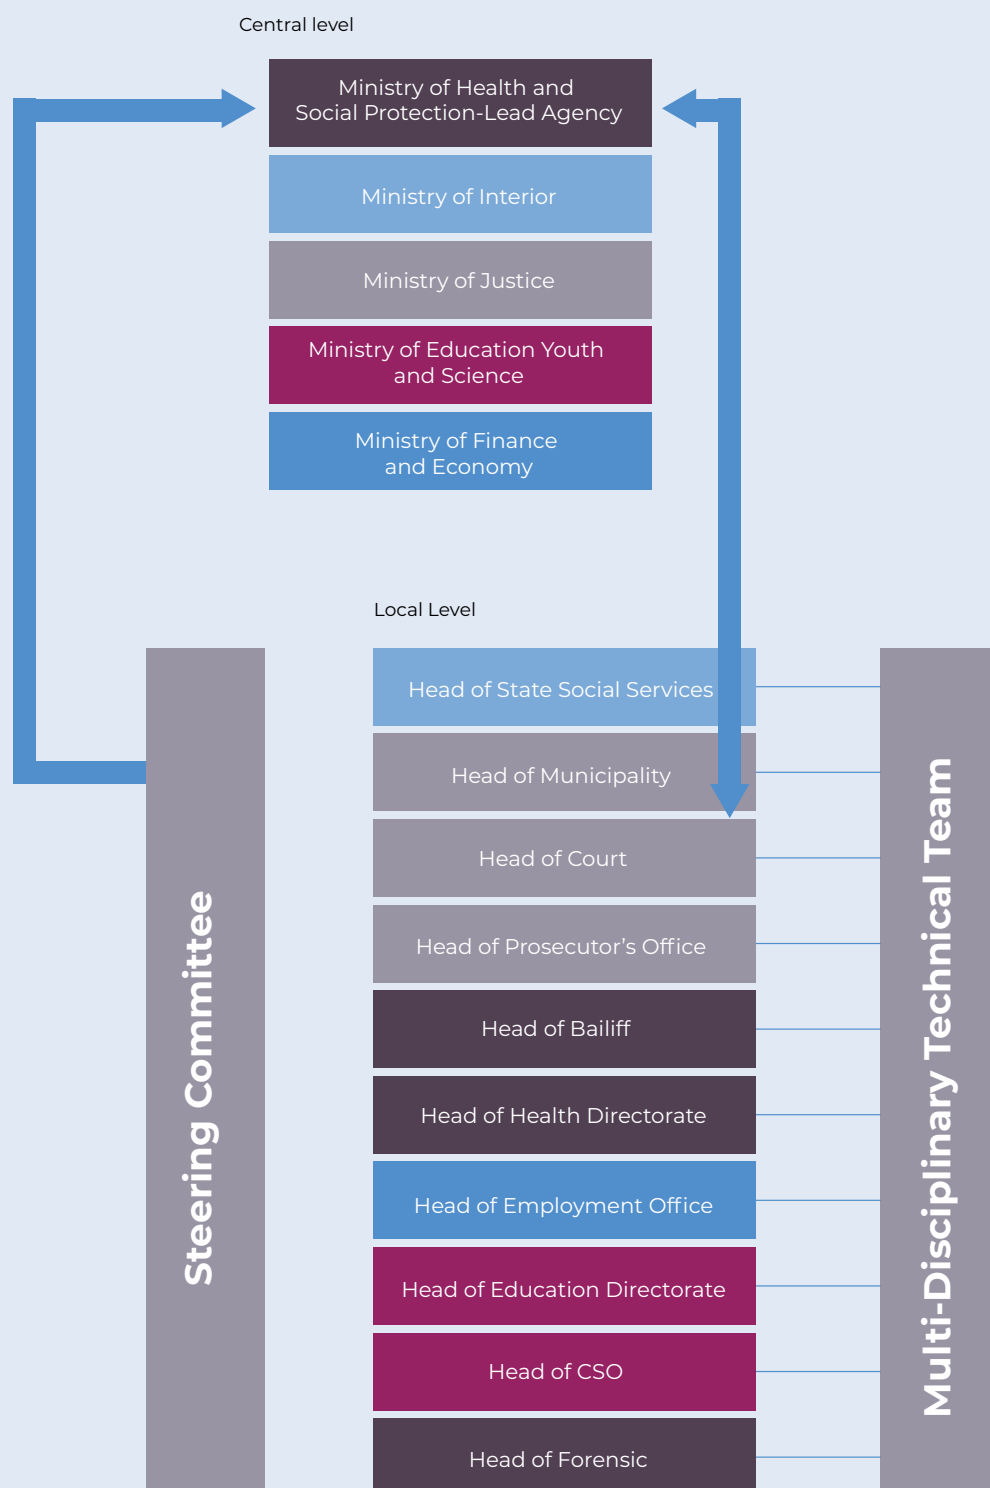 Central level
Ministry of Health and
Social Protection-Lead Agency
Ministry of Interior
Ministry of Justice
Ministry of Education Youth
and Science
Ministry of Finance
and Economy
Local Level
Steering Committee
Head of State Social Services
Head of Municipality
Head of Court
Head of Prosecutor’s Office
Head of Bailiff
Head of Health Directorate
Head of Employment Office
Head of Education Directorate
Head of CSO
Head of Forensic
Multi-Disciplinary Technical Team